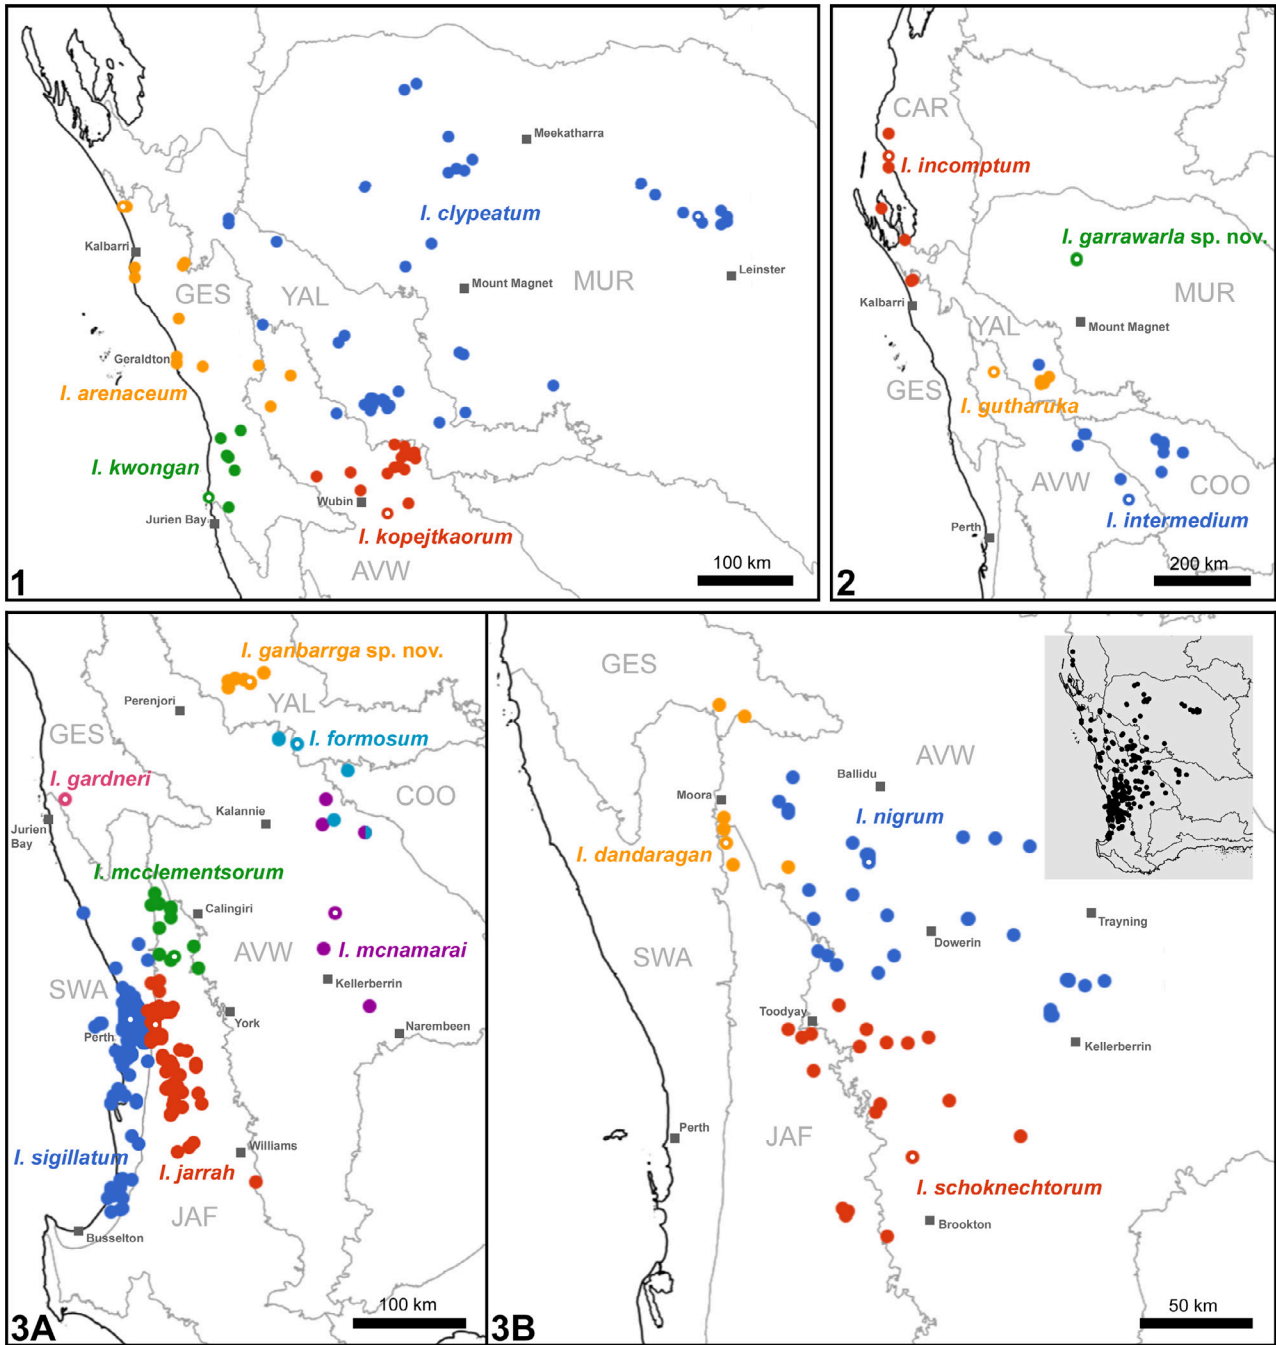 Meekatharra
I. clypeatum
Kalbarri
Leinster
GES
YAL
Mount Magnet
MUR
Geraldton
I. arenaceum
I. kwongan
Wubin
Jurien Bay
I. kopejtkaorum
AVW
100 km
1
CAR
I. incomptum
I. garrawarla sp. nov.
MUR
Kalbarri
YAL
Mount Magnet
GES
I. gutharuka
AVW
COO
I. intermedium
Perth
200 km
2
I. ganbarrga sp. nov.
Perenjori
YAL
GES
I. formosum
I. gardneri
COO
Kalannie
Jurien
Bay
I. mcclementsorum
Calingiri
AVW
I. mcnamarai
SWA
Kellerberrin
York
Perth
Narembeen
Williams
I. sigillatum
I. jarrah
JAF
Busselton
100 km
3A
GES
AVW
Ballidu
Moora
I. nigrum
I. dandaragan
Trayning
Dowerin
SWA
Toodyay
Kellerberrin
Perth
JAF
I. schoknechtorum
Brookton
50 km
3B